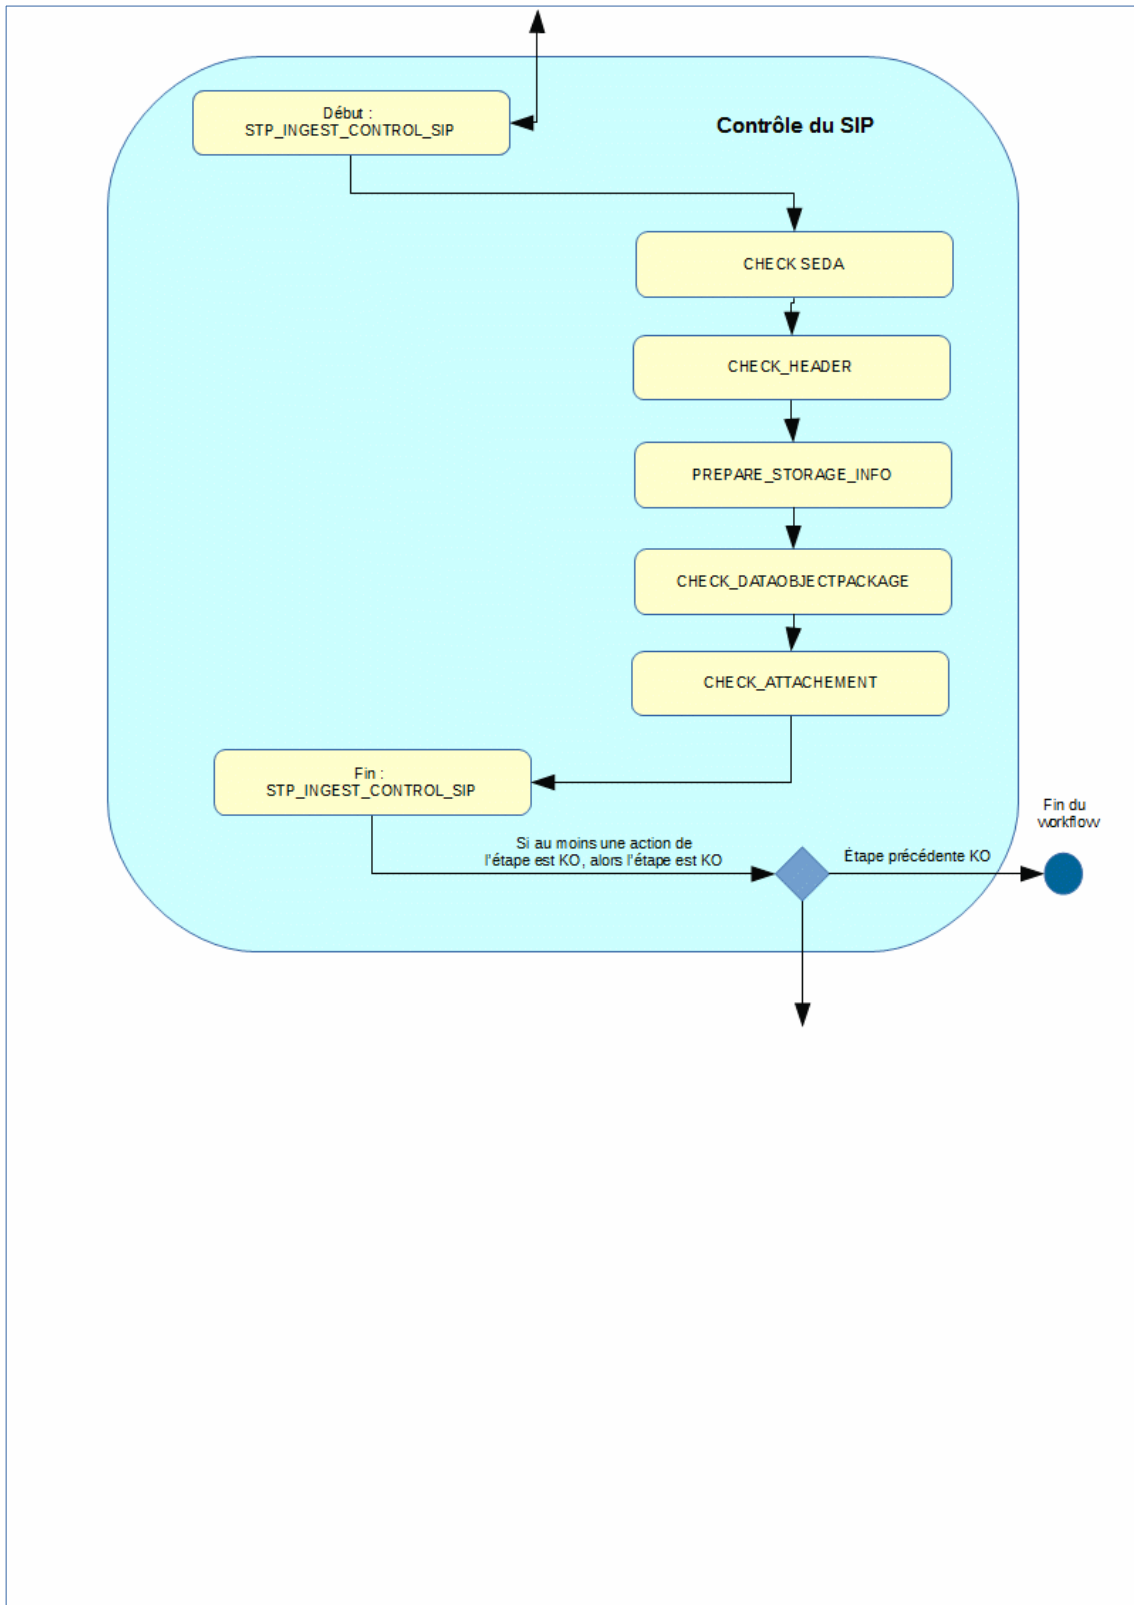 Début :
STP_INGEST_CONTROL_SIP
Contrôle du SIP
CHECK SEDA
CHECK_HEADER
PREPARE_STORAGE_INFO
CHECK_DATAOBJECTPACKAGE
CHECK_ATTACHEMENT
Fin :
STP_INGEST_CONTROL_SIP
Si au moins une action de
l'étape est KO, alors l'étape est KO
Étape précédente KO
Fin du
workflow